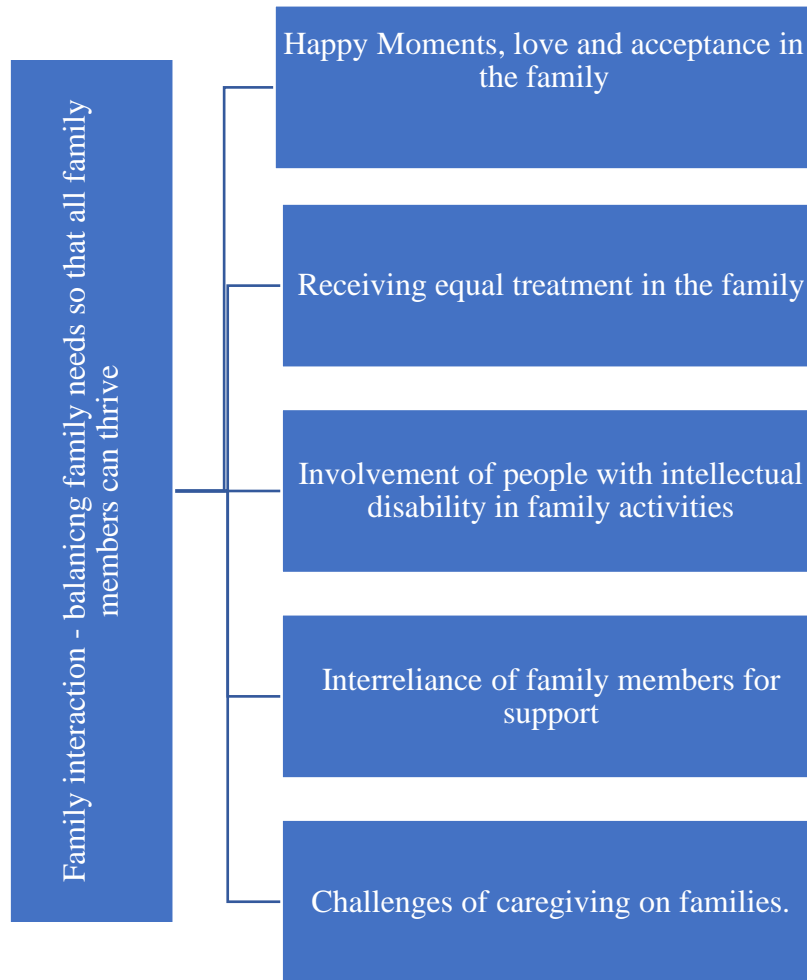 Family interaction - balanicng family needs so that all family
members can thrive
Happy Moments, love and acceptance in
the family
Receiving equal treatment in the family
Involvement of people with intellectual
disability in family activities
Interreliance of family members for
support
Challenges of caregiving on families.